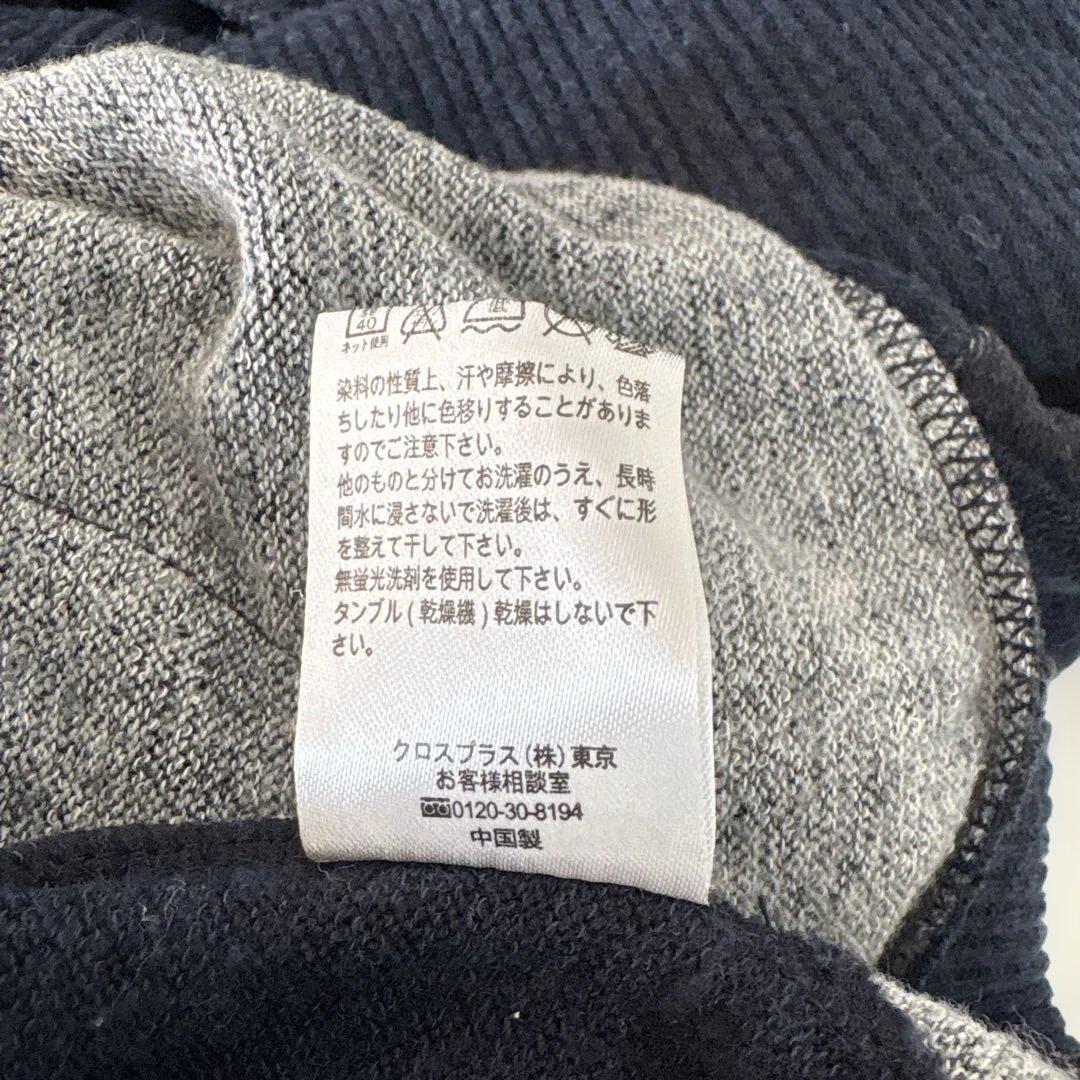 40
ネット使用
低
染料の性質上、汗や摩擦により、色落
ちしたり他に色移りすることがありま
すのでご注意下さい。
他のものと分けてお洗濯のうえ、長時
間水に浸さないで洗濯後は、すぐに形
を整えて干して下さい。
無蛍光洗剤を使用して下さい。
タンブル(乾燥機)乾燥はしないで下
さい。
クロスプラス(株)東京
お客様相談室
0120-30-8194
中国製